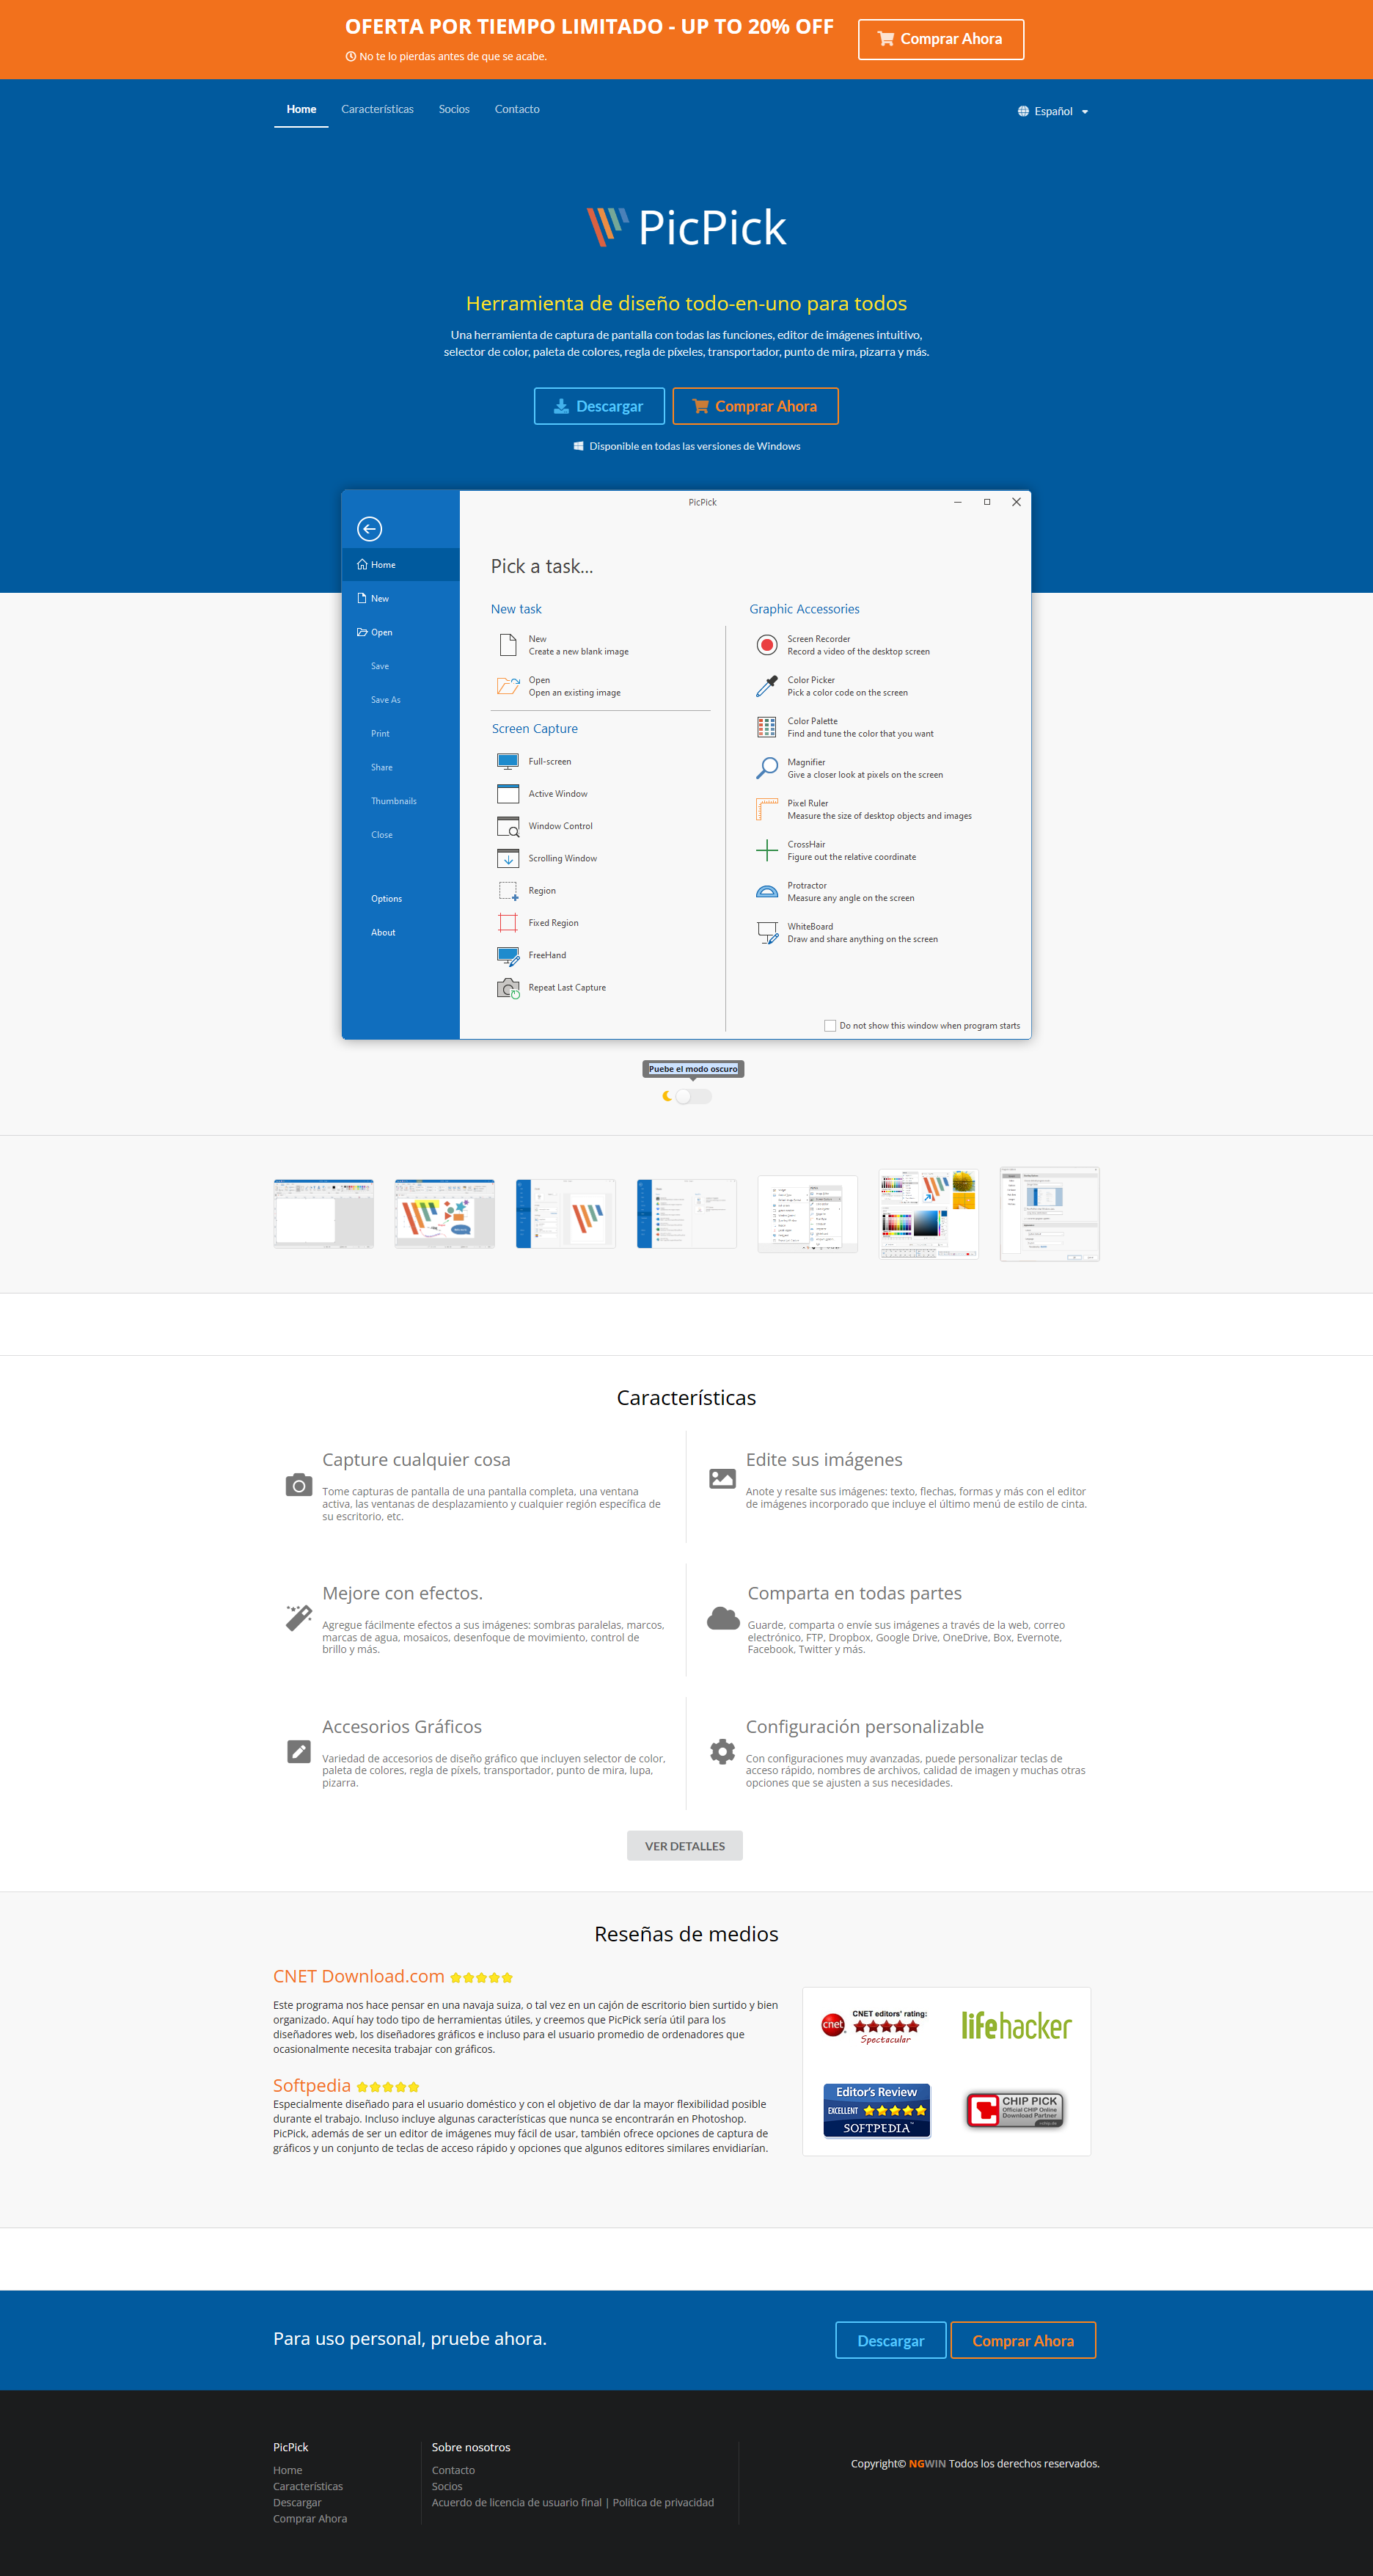 OFERTA POR TIEMPO LIMITADO - UP TO 20% OFF
No te lo pierdas antes de que se acabe.
Comprar Ahora
Home
Características
Socios
Contacto
Español
PicPick
Herramienta de diseño todo-en-uno para todos
Una herramienta de captura de pantalla con todas las funciones, editor de imágenes intuitivo,
selector de color, paleta de colores, regla de píxeles, transportador, punto de mira, pizarra y más.
Descargar
Comprar Ahora
Disponible en todas las versiones de Windows
PicPick
Home
New
Open
Save
Save As
Print
Share
Thumbnails
Close
Options
About
Pick a task...
New task
New
Create a new blank image
Open
Open an existing image
Screen Capture
Full-screen
Active Window
Window Control
Scrolling Window
Region
Fixed Region
FreeHand
Repeat Last Capture
Graphic Accessories
Screen Recorder
Record a video of the desktop screen
Color Picker
Pick a color code on the screen
Color Palette
Find and tune the color that you want
Magnifier
Give a closer look at pixels on the screen
Pixel Ruler
Measure the size of desktop objects and images
CrossHair
Figure out the relative coordinate
Protractor
Measure any angle on the screen
WhiteBoard
Draw and share anything on the screen
Do not show this window when program starts
Puebe el modo oscuro
Características
Capture cualquier cosa
Tome capturas de pantalla de una pantalla completa, una ventana
activa, las ventanas de desplazamiento y cualquier región específica de
su escritorio, etc.
Edite sus imágenes
Anote y resalte sus imágenes: texto, flechas, formas y más con el editor
de imágenes incorporado que incluye el último menú de estilo de cinta.
Mejore con efectos.
Agregue fácilmente efectos a sus imágenes: sombras paralelas, marcos,
marcas de agua, mosaicos, desenfoque de movimiento, control de
brillo y más.
Comparta en todas partes
Guarde, comparta o envíe sus imágenes a través de la web, correo
electrónico, FTP, Dropbox, Google Drive, OneDrive, Box, Evernote,
Facebook, Twitter y más.
Accesorios Gráficos
Variedad de accesorios de diseño gráfico que incluyen selector de color,
paleta de colores, regla de píxels, transportador, punto de mira, lupa,
pizarra.
Configuración personalizable
Con configuraciones muy avanzadas, puede personalizar teclas de
acceso rápido, nombres de archivos, calidad de imagen y muchas otras
opciones que se ajusten a sus necesidades.
VER DETALLES
Reseñas de medios
CNET Download.com
Este programa nos hace pensar en una navaja suiza, o tal vez en un cajón de escritorio bien surtido y bien
organizado. Aquí hay todo tipo de herramientas útiles, y creemos que PicPick sería útil para los
diseñadores web, los diseñadores gráficos e incluso para el usuario promedio de ordenadores que
ocasionalmente necesita trabajar con gráficos.
Softpedia
Especialmente diseñado para el usuario doméstico y con el objetivo de dar la mayor flexibilidad posible
durante el trabajo. Incluso incluye algunas características que nunca se encontrarán en Photoshop.
PicPick, además de ser un editor de imágenes muy fácil de usar, también ofrece opciones de captura de
gráficos y un conjunto de teclas de acceso rápido y opciones que algunos editores similares envidiarían.
cnet
CNET editors' rating:
Spectacular
lifehacker
Editor's Review
EXCELLENT
SOFTPEDIA
CHIP PICK
Official CHIP Online
Download Partner
Para uso personal, pruebe ahora.
Descargar
Comprar Ahora
PicPick
Home
Características
Descargar
Comprar Ahora
Sobre nosotros
Contacto
Socios
Acuerdo de licencia de usuario final | Política de privacidad
Copyright© NGWIN Todos los derechos reservados.